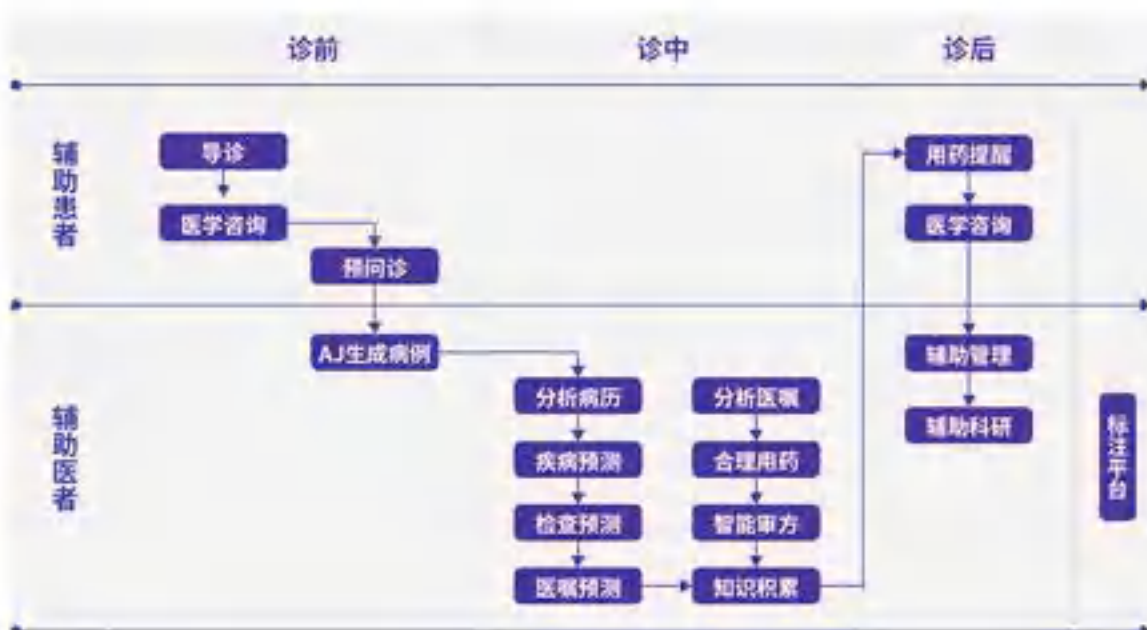 诊前
诊中
诊后
辅助患者
导诊
医学咨询
预问诊
用药提醒
医学咨询
辅助医者
AJ生成病例
分析病历
疾病预测
检查预测
医嘱预测
分析医嘱
合理用药
智能审方
知识积累
辅助管理
辅助科研
标注平台